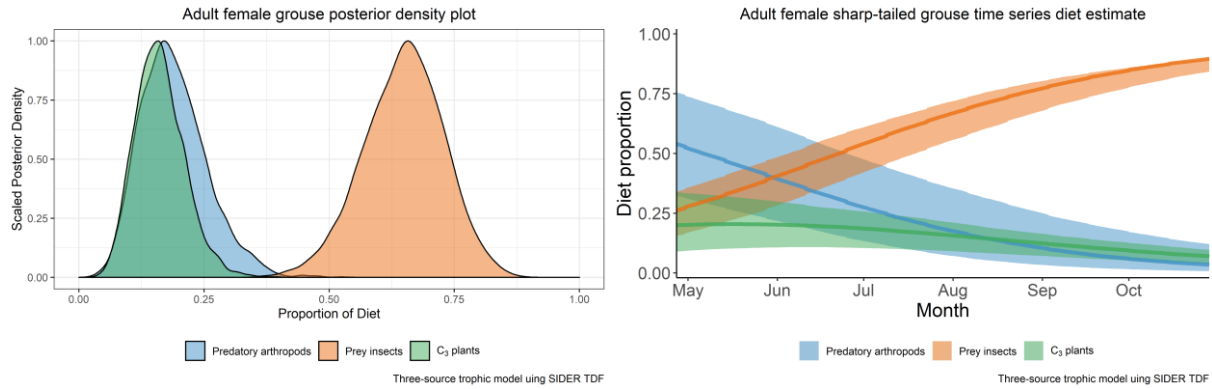 Adult female grouse posterior density plot
1.00
0.75
0.50
0.25
0.00
Scaled Posterior Density
0.00 0.25 0.50 0.75 1.00
Proportion of Diet
Predatory arthropods Prey insects C₃ plants
Three-source trophic model uing SIDER TDF
Adult female sharp-tailed grouse time series diet estimate
1.00
0.75
0.50
0.25
0.00
Diet proportion
May Jun Jul Aug Sep Oct
Month
Predatory arthropods Prey insects C₃ plants
Three-source trophic model uing SIDER TDF